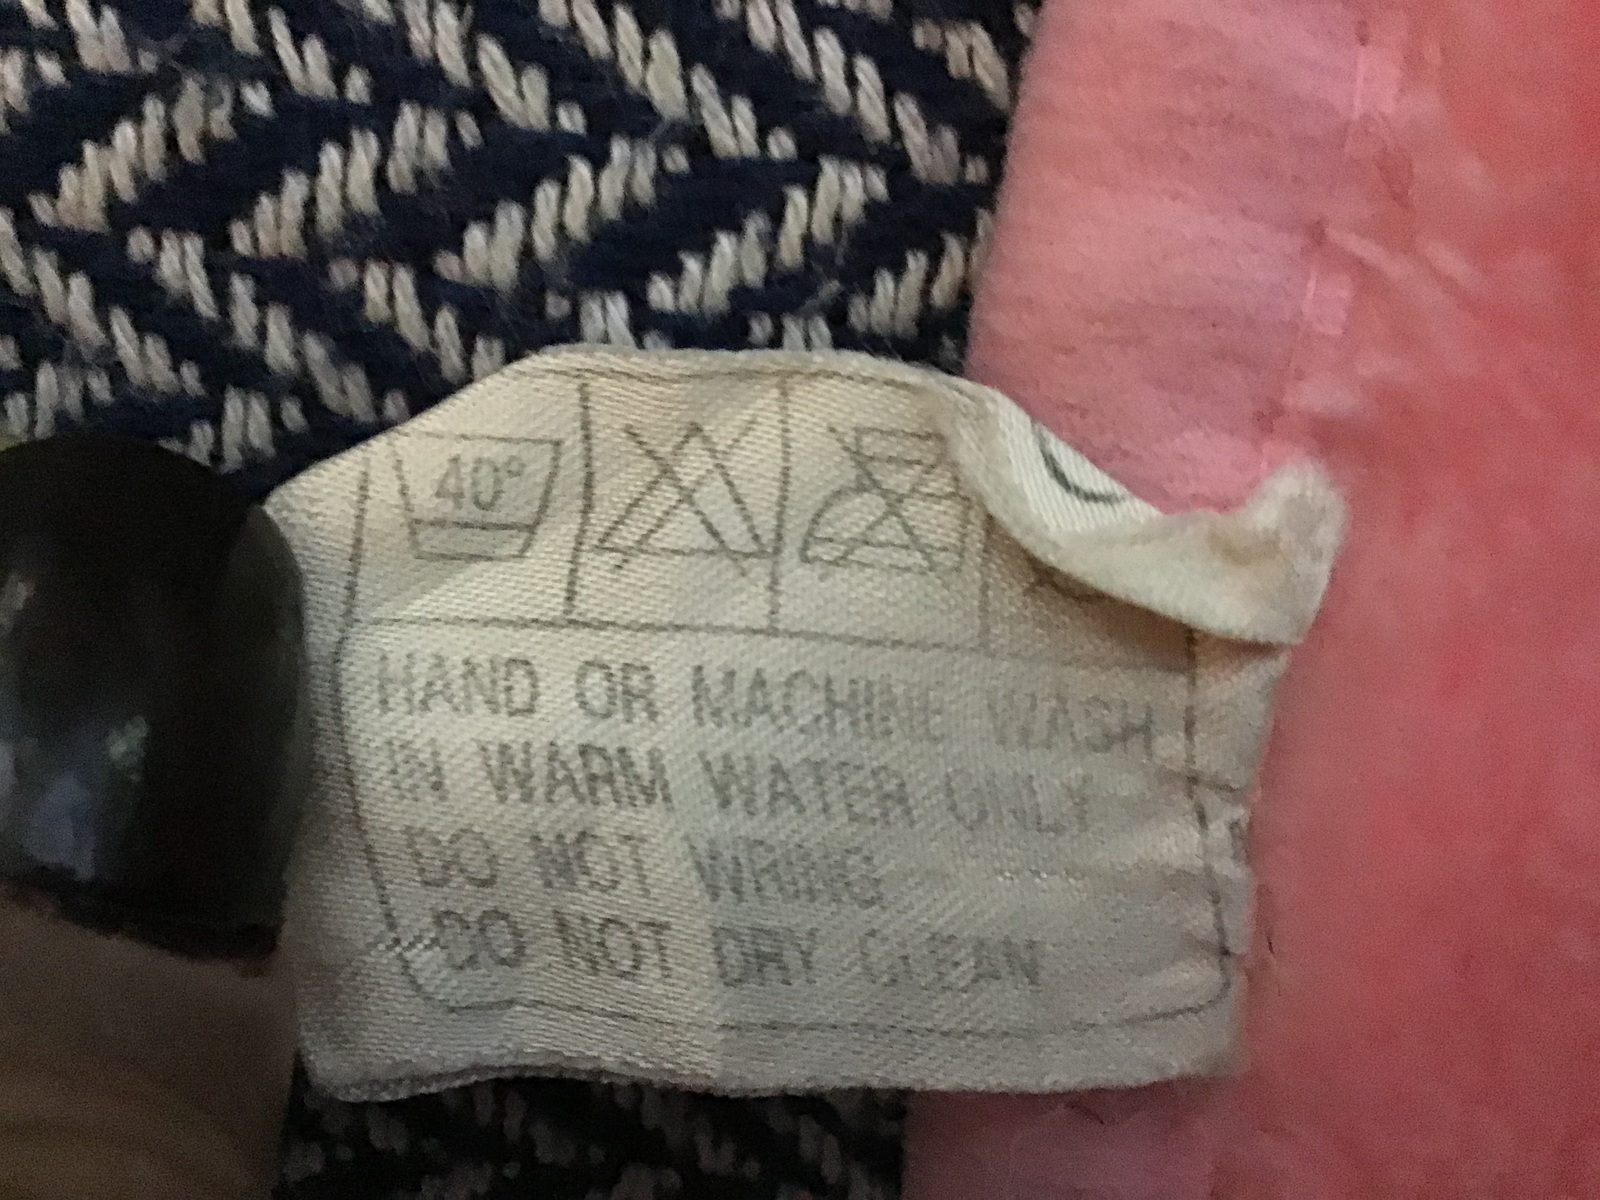 40°
HAND OR MACHINE WASH
IN WARM WATER ONLY
DO NOT WRING
DO NOT DRY CLEAN